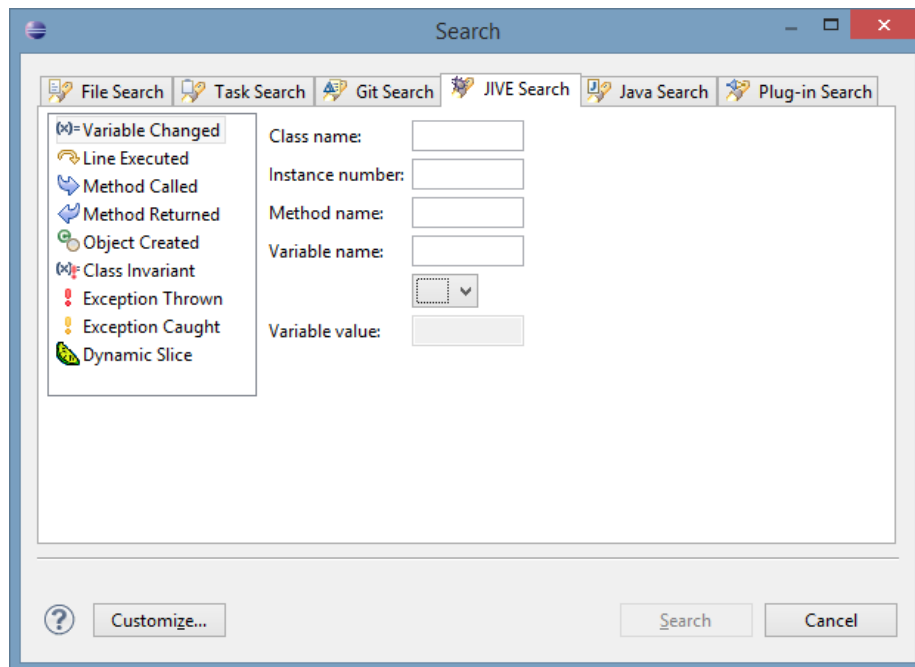 Search
File Search
Task Search
Git Search
JIVE Search
Java Search
Plug-in Search
(x)= Variable Changed
Line Executed
Method Called
Method Returned
Object Created
(x) Class Invariant
Exception Thrown
Exception Caught
Dynamic Slice
Class name:
Instance number:
Method name:
Variable name:
Variable value:
?
Customize...
Search
Cancel